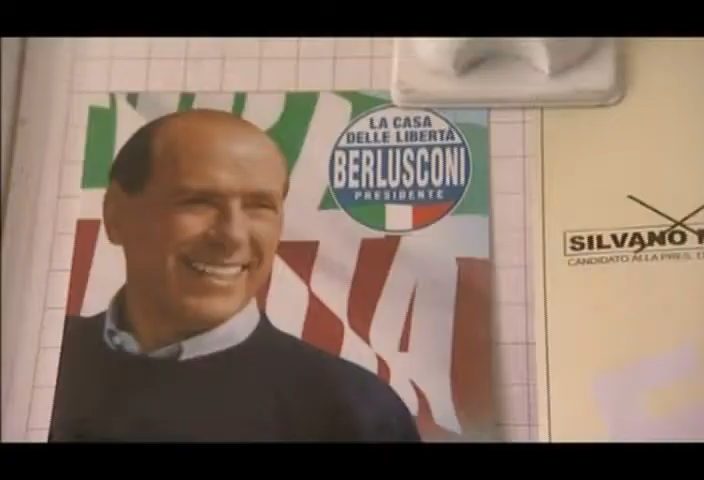 LA CASA
DELLE LIBERTÀ
BERLUSCONI
PRESIDENTE
SILVANO
CANDIDATO ALLA PRES. D